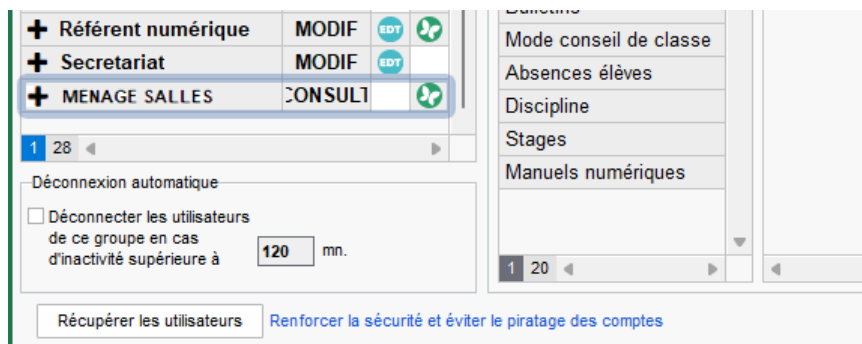 Référent numérique MODIF EDT
Secretariat MODIF EDT
MENAGE SALLES CONSULT
1 28
Déconnexion automatique
Déconnecter les utilisateurs
de ce groupe en cas
d'inactivité supérieure à 120 mn.
Bulletins
Mode conseil de classe
Absences élèves
Discipline
Stages
Manuels numériques
1 20
Récupérer les utilisateurs Renforcer la sécurité et éviter le piratage des comptes